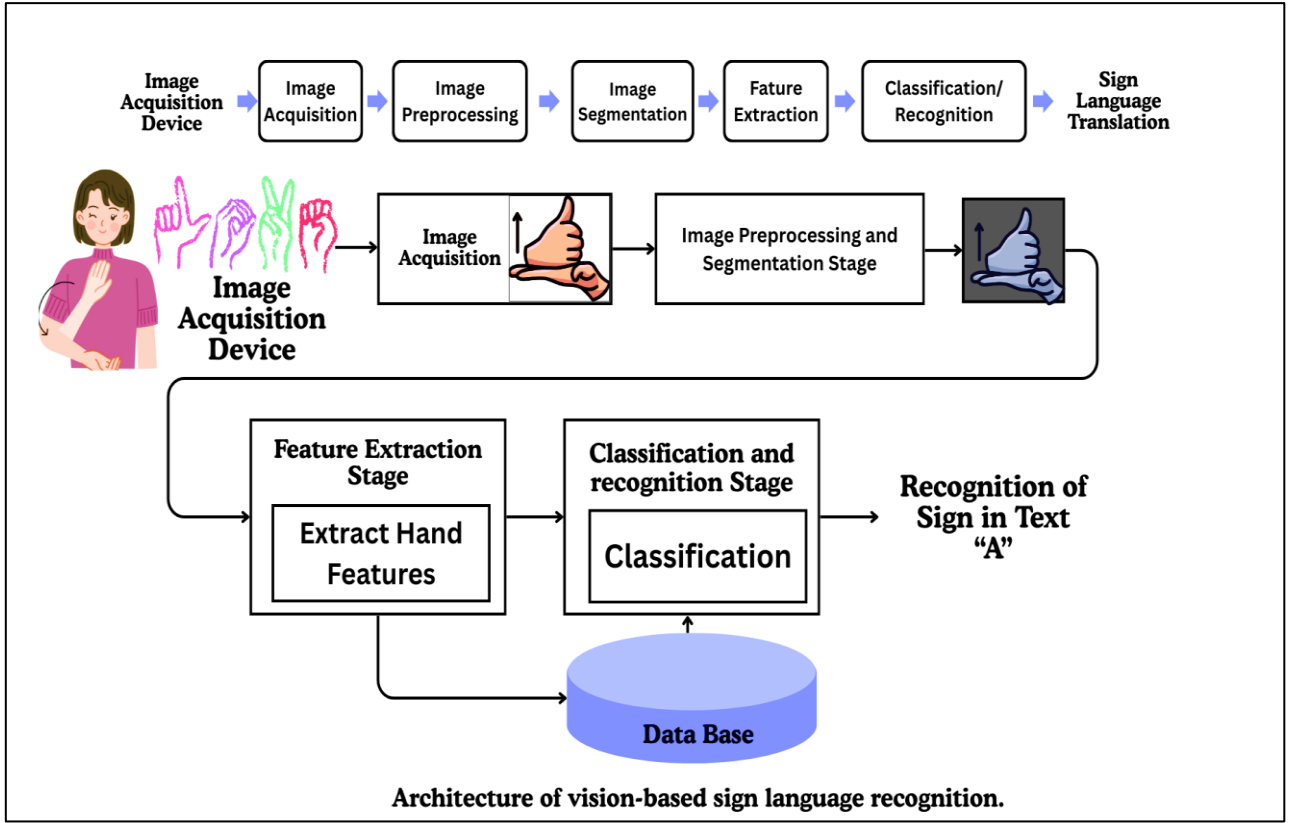 Image
Acquisition
Device
Image
Acquisition
Image
Preprocessing
Image
Segmentation
Fature
Extraction
Classification/
Recognition
Sign
Language
Translation
Image
Acquisition
Device
Image
Acquisition
Image Preprocessing and
Segmentation Stage
Feature Extraction
Stage
Extract Hand
Features
Classification and
recognition Stage
Classification
Recognition of
Sign in Text
“A”
Data Base
Architecture of vision-based sign language recognition.